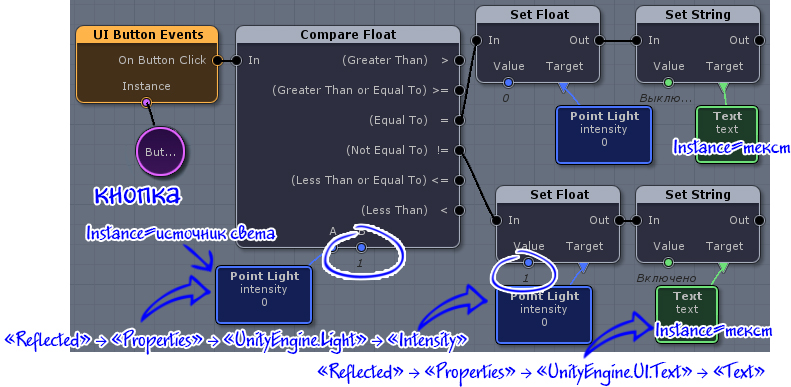 UI Button Events
On Button Click
Instance
But...
кнопка
Compare Float
In
(Greater Than) >
(Greater Than or Equal To) >=
(Equal To) =
(Not Equal To) !=
(Less Than or Equal To) <=
(Less Than) <
A
1
Instance=источник света
Point Light
intensity
0
Set Float
In Out
Value Target
0
Point Light
intensity
0
Set String
In Out
Value Target
Выклю...
Text
text
Instance=текст
Set Float
In Out
Value Target
1
Point Light
intensity
0
Set String
In Out
Value Target
Включено
Text
text
Instance=текст
«Reflected» → «Properties» → «UnityEngine.Light» → «Intensity»
«Reflected» → «Properties» → «UnityEngine.UI.Text» → «Text»